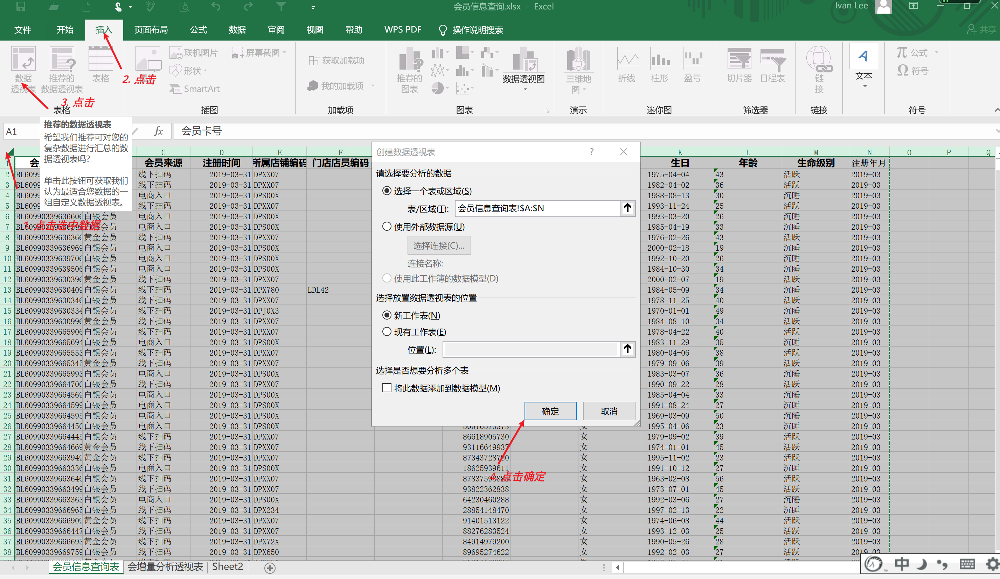 会员信息查询.xlsx - Excel
Ivan Lee
文件 开始 插入 页面布局 公式 数据 审阅 视图 帮助 WPS PDF 操作说明搜索 共享
数据
透视表
推荐的
数据透视表
表格
联机图片
形状
SmartArt
屏幕截图
获取加载项
我的加载项
推荐的
图表
数据透视图
三维地
图
折线 柱形 盈亏
切片器 日程表
链
接
文本
公式
符号
表格 插图 加载项 图表 演示 迷你图 筛选器 链接 符号
2. 点击
3. 点击
A1 fx 会员卡号
推荐的数据透视表
希望我们推荐可对您的
复杂数据进行汇总的数
据透视表吗?
单击此按钮可获取我们
认为最适合您数据的一
组自定义数据透视表。
1. 点击选中数据
C D E F K L M N O P Q
1 会 会员来源 注册时间 所属店铺编码 门店店员编码 生日 年龄 生命级别 注册年月
2 BL6099 线下扫码 2019-03-31 DPXX07 1975-04-04 43 活跃 2019-03
3 BL6099 线下扫码 2019-03-31 DPXX07 1982-04-02 36 活跃 2019-03
4 BL6099 电商入口 2019-03-31 DPS00X 1988-08-13 30 沉睡 2019-03
5 BL6099 线下扫码 2019-03-31 DPXX07 1993-11-24 25 活跃 2019-03
6 BL60990339636606 白银会员 电商入口 2019-03-31 DPS00X 1993-03-20 26 沉睡 2019-03
7 电商入口 2019-03-31 DPS00X 1985-04-19 33 沉睡 2019-03
8 BL60990339636366 黄金会员 线下扫码 2019-03-31 DPXX07 1976-02-26 43 活跃 2019-03
9 BL60990339636969 白银会员 电商入口 2019-03-31 DPS00X 2000-02-18 19 沉睡 2019-03
10 BL60990339639706 白银会员 电商入口 2019-03-31 DPS00X 1992-10-20 26 沉睡 2019-03
11 BL60990339639506 白银会员 电商入口 2019-03-31 DPS00X 1984-10-30 34 沉睡 2019-03
12 BL60990339630396 黄金会员 线下扫码 2019-03-31 DPXX07 2000-02-07 19 活跃 2019-03
13 BL60990339630409 白银会员 线下扫码 2019-03-31 DPX780 LDL42 1984-05-09 34 沉睡 2019-03
14 BL60990339630346 白银会员 线下扫码 2019-03-31 DPXX07 1978-11-25 40 活跃 2019-03
15 BL60990339630334 白银会员 线下扫码 2019-03-31 DPJ0X3 1970-01-01 49 沉睡 2019-03
16 BL60990339630996 黄金会员 线下扫码 2019-03-31 DPXX07 1984-08-10 34 活跃 2019-03
17 BL60990339665906 白银会员 线下扫码 2019-03-31 DPXX07 1978-04-22 40 活跃 2019-03
18 BL60990339665694 白银会员 电商入口 2019-03-31 DPS00X 1983-11-29 35 沉睡 2019-03
19 BL60990339665553 白银会员 线下扫码 2019-03-31 DPXX07 1980-04-06 38 活跃 2019-03
20 BL60990339665345 黄金会员 线下扫码 2019-03-31 DPXX07 1979-09-06 39 活跃 2019-03
21 BL60990339665993 白银会员 电商入口 2019-03-31 DPS00X 1983-03-07 36 沉睡 2019-03
22 BL60990339664700 白银会员 线下扫码 2019-03-31 DPXX07 1990-09-22 28 活跃 2019-03
23 BL60990339664569 白银会员 电商入口 2019-03-31 DPS00X 1985-04-04 33 沉睡 2019-03
24 BL60990339664599 白银会员 电商入口 2019-03-31 DPS00X 1991-08-24 27 沉睡 2019-03
25 BL60990339664595 白银会员 电商入口 2019-03-31 DPS00X 1969-03-09 50 沉睡 2019-03
26 BL60990339664450 白银会员 电商入口 2019-03-31 DPS00X 1995-04-06 23 沉睡 2019-03
27 BL60990339664445 白银会员 线下扫码 2019-03-31 DPXX07 86618905730 女 1979-09-02 39 活跃 2019-03
28 BL60990339664669 黄金会员 线下扫码 2019-03-31 DPXX07 93116649937 女 1974-01-01 45 活跃 2019-03
29 BL60990339663949 黄金会员 线下扫码 2019-03-31 DPXX07 87343728780 女 1995-11-02 23 活跃 2019-03
30 BL60990339663336 白银会员 电商入口 2019-03-31 DPS00X 18625939611 女 1991-10-12 27 沉睡 2019-03
31 BL60990339663646 白银会员 线下扫码 2019-03-31 DPXX07 87837598885 女 1963-02-08 56 活跃 2019-03
32 BL60990339663499 白银会员 线下扫码 2019-03-31 DPXX07 93822362838 女 1973-07-01 45 活跃 2019-03
33 BL60990339663363 白银会员 电商入口 2019-03-31 DPS00X 64230460288 女 1992-03-06 27 沉睡 2019-03
34 BL60990339666965 白银会员 线下扫码 2019-03-31 DPX234 28854148470 女 1997-02-13 22 沉睡 2019-03
35 BL60990339666909 黄金会员 线下扫码 2019-03-31 DPXX07 91401513122 女 1974-06-08 44 活跃 2019-03
36 BL60990339666447 白银会员 线下扫码 2019-03-31 DPXX07 88276283524 女 1993-12-03 25 活跃 2019-03
37 BL60990339666693 黄金会员 线下扫码 2019-03-31 DPX72X 84914979200 女 1990-05-26 28 活跃 2019-03
38 BL60990339669759 白银会员 线下扫码 2019-03-31 DPX650 89695274622 女 1992-02-03 27 活跃 2019-03
创建数据透视表 ?
请选择要分析的数据
选择一个表或区域(S)
表/区域(T): 会员信息查询表!$A:$N
使用外部数据源(U)
选择连接(C)...
连接名称:
使用此工作簿的数据模型(D)
选择放置数据透视表的位置
新工作表(N)
现有工作表(E)
位置(L):
选择是否想要分析多个表
将此数据添加到数据模型(M)
确定 取消
4. 点击确定
会员信息查询表 会增量分析透视表 Sheet2
中